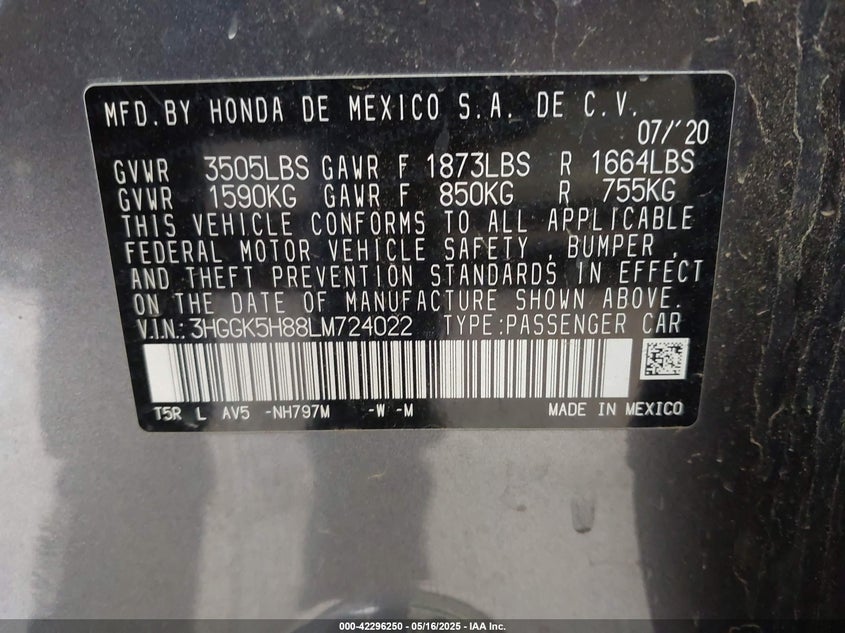 MFD.BY HONDA DE MEXICO S.A. DE C.V.
07/'20
GVWR 3505LBS GAWR F 1873LBS R 1664LBS
GVWR 1590KG GAWR F 850KG R 755KG
THIS VEHICLE CONFORMS TO ALL APPLICABLE
FEDERAL MOTOR VEHICLE SAFETY , BUMPER ,
AND THEFT PREVENTION STANDARDS IN EFFECT
ON THE DATE OF MANUFACTURE SHOWN ABOVE.
V.I.N.: 3HGGK5H88LM724022 TYPE:PASSENGER CAR
T5R L AV5 -NH797M -W -M MADE IN MEXICO
000-42296250 - 05/16/2025 - IAA Inc.